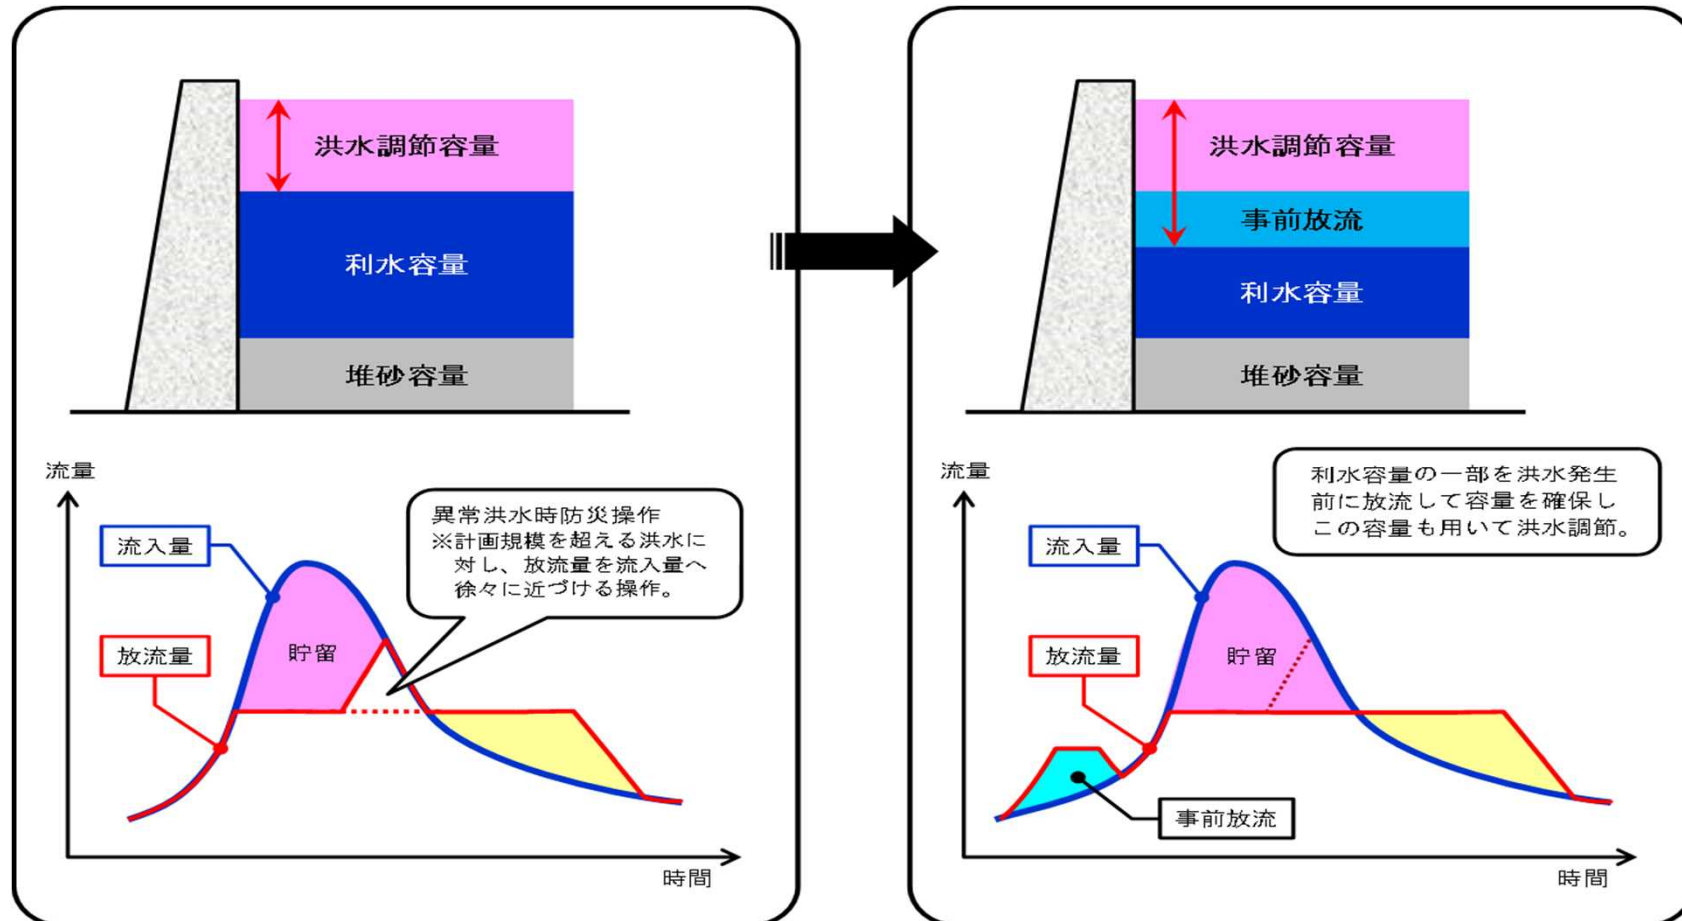 洪水調節容量
利水容量
堆砂容量
流量
流入量
放流量
貯留
異常洪水時防災操作
※計画規模を超える洪水に
対し、放流量を流入量へ
徐々に近づける操作。
時間
洪水調節容量
事前放流
利水容量
堆砂容量
流量
利水容量の一部を洪水発生
前に放流して容量を確保し
この容量も用いて洪水調節。
流入量
放流量
貯留
事前放流
時間